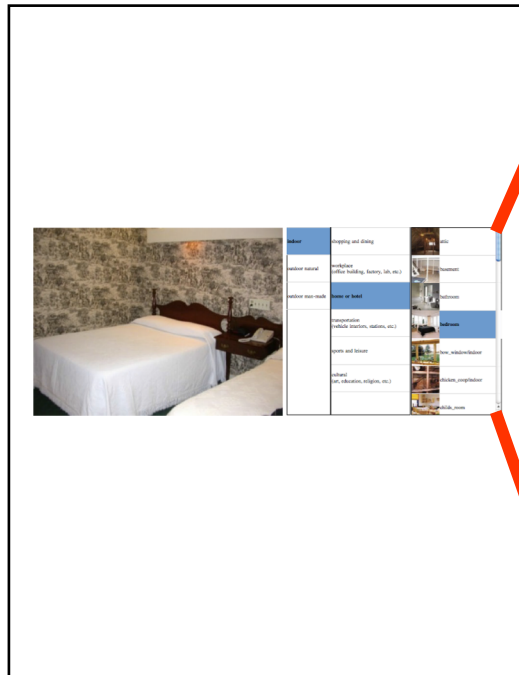 indoor
outdoor natural
outdoor man-made
shopping and dining
workplace
(office building, factory, lab, etc.)
home or hotel
transportation
(vehicle interiors, stations, etc.)
sports and leisure
cultural
(art, education, religion, etc.)
attic
basement
bathroom
bedroom
bow_window/indoor
chicken_coop/indoor
childs_room